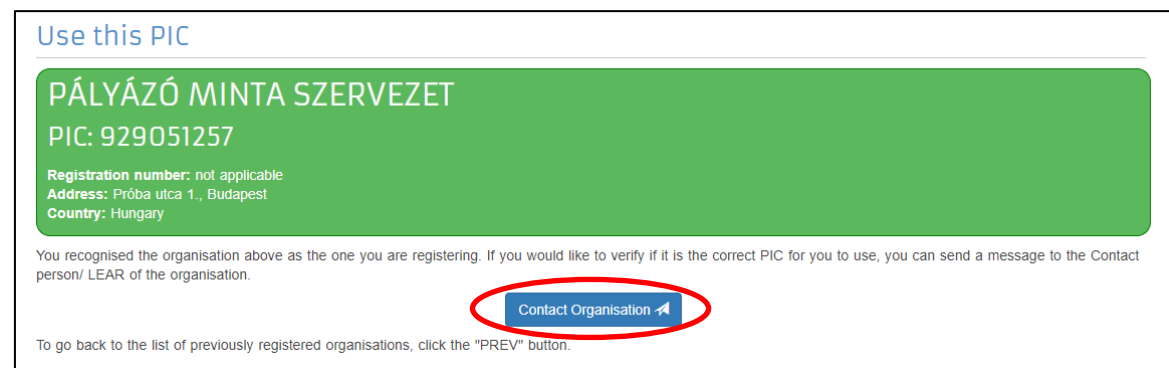 Use this PIC
PÁLYÁZÓ MINTA SZERVEZET
PIC: 929051257
Registration number: not applicable
Address: Próba utca 1., Budapest
Country: Hungary
You recognised the organisation above as the one you are registering. If you would like to verify if it is the correct PIC for you to use, you can send a message to the Contact
person/ LEAR of the organisation.
Contact Organisation
To go back to the list of previously registered organisations, click the "PREV" button.